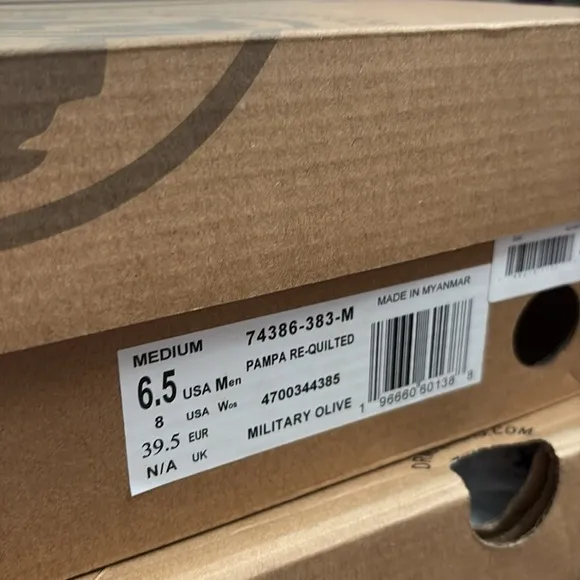 MEDIUM 74386-383-M MADE IN MYANMAR
6.5 USA Men PAMPA RE-QUILTED
8 USA Wos 4700344385
39.5 EUR MILITARY OLIVE 1 96660 60138 8
N/A UK
.COM